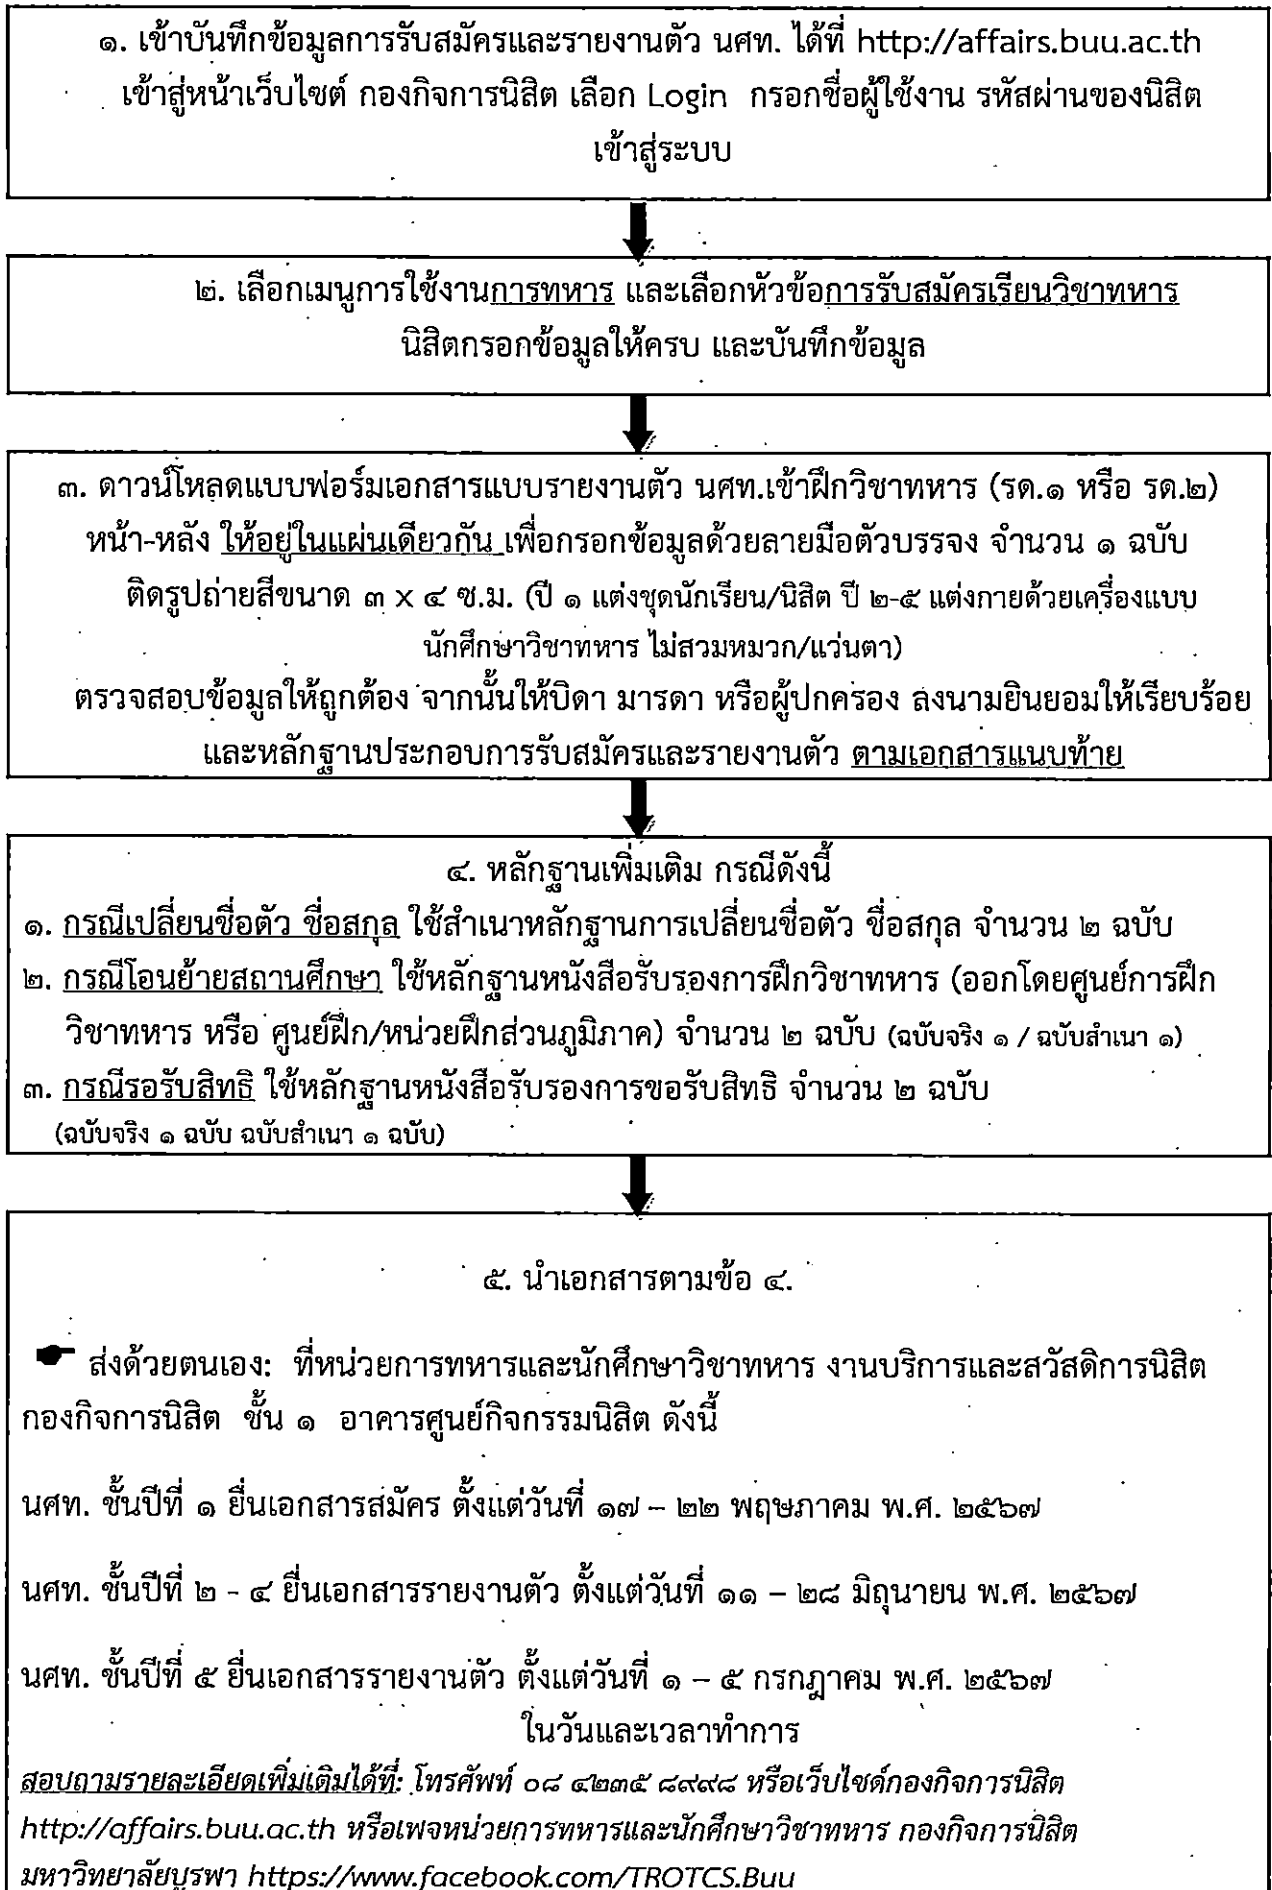 ๑. เข้าบันทึกข้อมูลการรับสมัครและรายงานตัว นศท. ได้ที่ http://affairs.buu.ac.th
เข้าสู่หน้าเว็บไซต์ กองกิจการนิสิต เลือก Login กรอกชื่อผู้ใช้งาน รหัสผ่านของนิสิต
เข้าสู่ระบบ
๒. เลือกเมนูการใช้งานการทหาร และเลือกหัวข้อการรับสมัครเรียนวิชาทหาร
นิสิตกรอกข้อมูลให้ครบ และบันทึกข้อมูล
๓. ดาวน์โหลดแบบฟอร์มเอกสารแบบรายงานตัว นศท.เข้าฝึกวิชาทหาร (รด.๑ หรือ รด.๒)
หน้า-หลัง ให้อยู่ในแผ่นเดียวกัน เพื่อกรอกข้อมูลด้วยลายมือตัวบรรจง จำนวน ๑ ฉบับ
ติดรูปถ่ายสีขนาด ๓ x ๔ ซ.ม. (ปี ๑ แต่งชุดนักเรียน/นิสิต ปี ๒-๕ แต่งกายด้วยเครื่องแบบ
นักศึกษาวิชาทหาร ไม่สวมหมวก/แว่นตา)
ตรวจสอบข้อมูลให้ถูกต้อง จากนั้นให้บิดา มารดา หรือผู้ปกครอง ลงนามยินยอมให้เรียบร้อย
และหลักฐานประกอบการรับสมัครและรายงานตัว ตามเอกสารแนบท้าย
๔. หลักฐานเพิ่มเติม กรณีดังนี้
๑. กรณีเปลี่ยนชื่อตัว ชื่อสกุล ใช้สำเนาหลักฐานการเปลี่ยนชื่อตัว ชื่อสกุล จำนวน ๒ ฉบับ
๒. กรณีโอนย้ายสถานศึกษา ใช้หลักฐานหนังสือรับรองการฝึกวิชาทหาร (ออกโดยศูนย์การฝึก
วิชาทหาร หรือ ศูนย์ฝึก/หน่วยฝึกส่วนภูมิภาค) จำนวน ๒ ฉบับ (ฉบับจริง ๑ / ฉบับสำเนา ๑)
๓. กรณีรอรับสิทธิ ใช้หลักฐานหนังสือรับรองการขอรับสิทธิ จำนวน ๒ ฉบับ
(ฉบับจริง ๑ ฉบับ ฉบับสำเนา ๑ ฉบับ)
๕. นำเอกสารตามข้อ ๔.
ส่งด้วยตนเอง: ที่หน่วยการทหารและนักศึกษาวิชาทหาร งานบริการและสวัสดิการนิสิต
กองกิจการนิสิต ชั้น ๑ อาคารศูนย์กิจกรรมนิสิต ดังนี้
นศท. ชั้นปีที่ ๑ ยื่นเอกสารสมัคร ตั้งแต่วันที่ ๑๗ – ๒๒ พฤษภาคม พ.ศ. ๒๕๖๗
นศท. ชั้นปีที่ ๒ - ๔ ยื่นเอกสารรายงานตัว ตั้งแต่วันที่ ๑๑ – ๒๘ มิถุนายน พ.ศ. ๒๕๖๗
นศท. ชั้นปีที่ ๕ ยื่นเอกสารรายงานตัว ตั้งแต่วันที่ ๑ – ๕ กรกฎาคม พ.ศ. ๒๕๖๗
ในวันและเวลาทำการ
สอบถามรายละเอียดเพิ่มเติมได้ที่: โทรศัพท์ ๐๘ ๔๒๓๕ ๘๙๙๘ หรือเว็บไซต์กองกิจการนิสิต
http://affairs.buu.ac.th หรือเพจหน่วยการทหารและนักศึกษาวิชาทหาร กองกิจการนิสิต
มหาวิทยาลัยบูรพา https://www.facebook.com/TROTCS.Buu